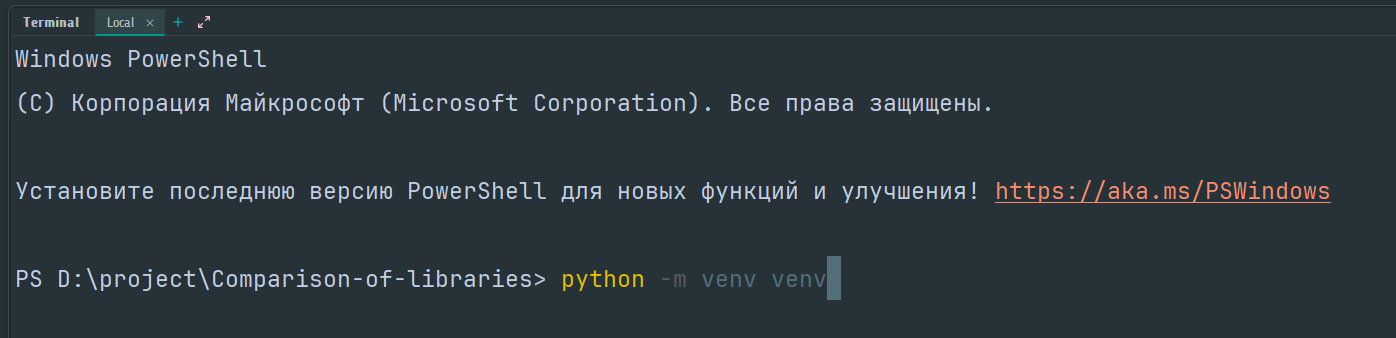 Terminal Local × +
Windows PowerShell
(C) Корпорация Майкрософт (Microsoft Corporation). Все права защищены.
Установите последнюю версию PowerShell для новых функций и улучшения! https://aka.ms/PSWindows
PS D:\project\Comparison-of-libraries> python -m venv venv